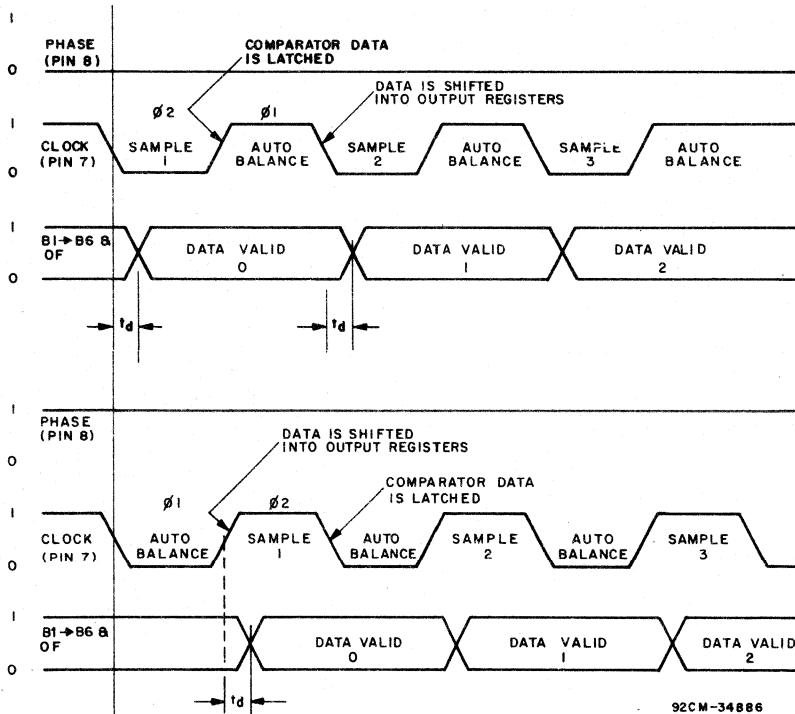 1
PHASE
(PIN 8)
0
COMPARATOR DATA
IS LATCHED
DATA IS SHIFTED
INTO OUTPUT REGISTERS
Ø2
Ø1
1
CLOCK
(PIN 7)
0
SAMPLE
1
AUTO
BALANCE
SAMPLE
2
AUTO
BALANCE
SAMPLE
3
AUTO
BALANCE
1
B1→B6 &
OF
0
DATA VALID
0
DATA VALID
1
DATA VALID
2
td
td
1
PHASE
(PIN 8)
0
DATA IS SHIFTED
INTO OUTPUT REGISTERS
COMPARATOR DATA
IS LATCHED
Ø1
Ø2
1
CLOCK
(PIN 7)
0
AUTO
BALANCE
SAMPLE
1
AUTO
BALANCE
SAMPLE
2
AUTO
BALANCE
SAMPLE
3
1
B1→B6 &
OF
0
DATA VALID
0
DATA VALID
1
DATA VALID
2
td
92CM-34886